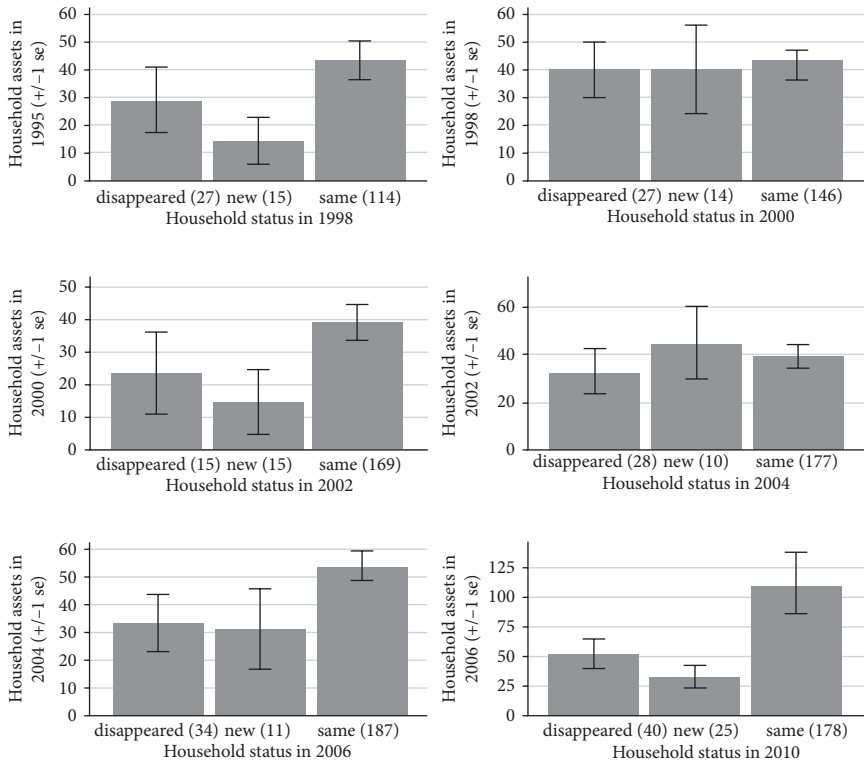 Household assets in
1995 (+/−1 se)
60
50
40
30
20
10
0
disappeared (27) new (15) same (114)
Household status in 1998
Household assets in
1998 (+/−1 se)
60
50
40
30
20
10
0
disappeared (27) new (14) same (146)
Household status in 2000
Household assets in
2000 (+/−1 se)
50
40
30
20
10
0
disappeared (15) new (15) same (169)
Household status in 2002
Household assets in
2002 (+/−1 se)
60
40
20
0
disappeared (28) new (10) same (177)
Household status in 2004
Household assets in
2004 (+/−1 se)
60
50
40
30
20
10
0
disappeared (34) new (11) same (187)
Household status in 2006
Household assets in
2006 (+/−1 se)
125
100
75
50
25
0
disappeared (40) new (25) same (178)
Household status in 2010